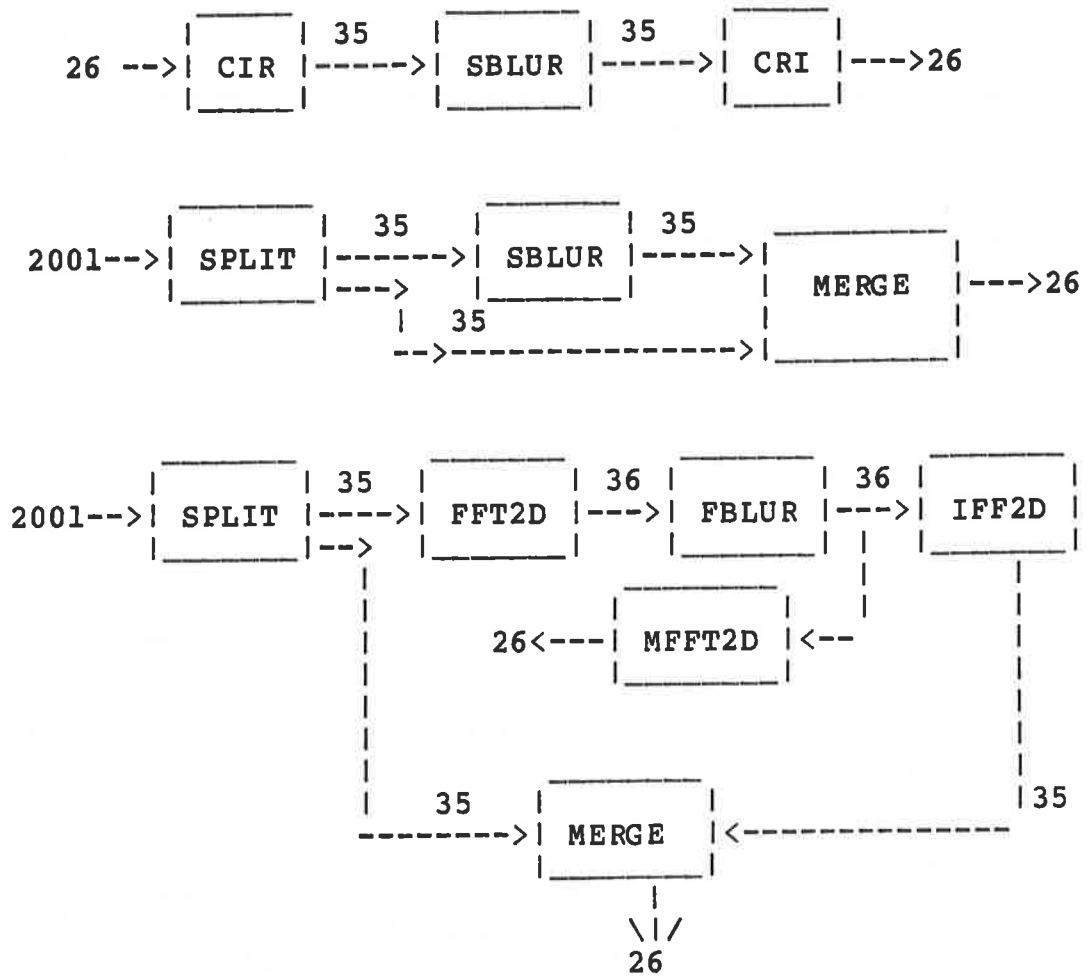 35 35
26 --> CIR -----> SBLUR -----> CRI --->26
35 35
2001--> SPLIT -----> SBLUR ----> MERGE --->26
35
35 36 36
2001--> SPLIT ----> FFT2D ---> FBLUR ---> IFF2D
26<--- MFFT2D <--
35 35
MERGE
26